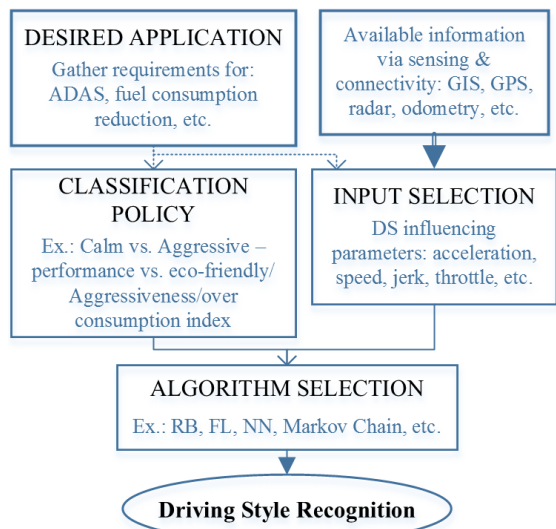 DESIRED APPLICATION
Gather requirements for:
ADAS, fuel consumption
reduction, etc.
Available information
via sensing &
connectivity: GIS, GPS,
radar, odometry, etc.
CLASSIFICATION
POLICY
Ex.: Calm vs. Aggressive –
performance vs. eco-friendly/
Aggressiveness/over
consumption index
INPUT SELECTION
DS influencing
parameters: acceleration,
speed, jerk, throttle, etc.
ALGORITHM SELECTION
Ex.: RB, FL, NN, Markov Chain, etc.
Driving Style Recognition